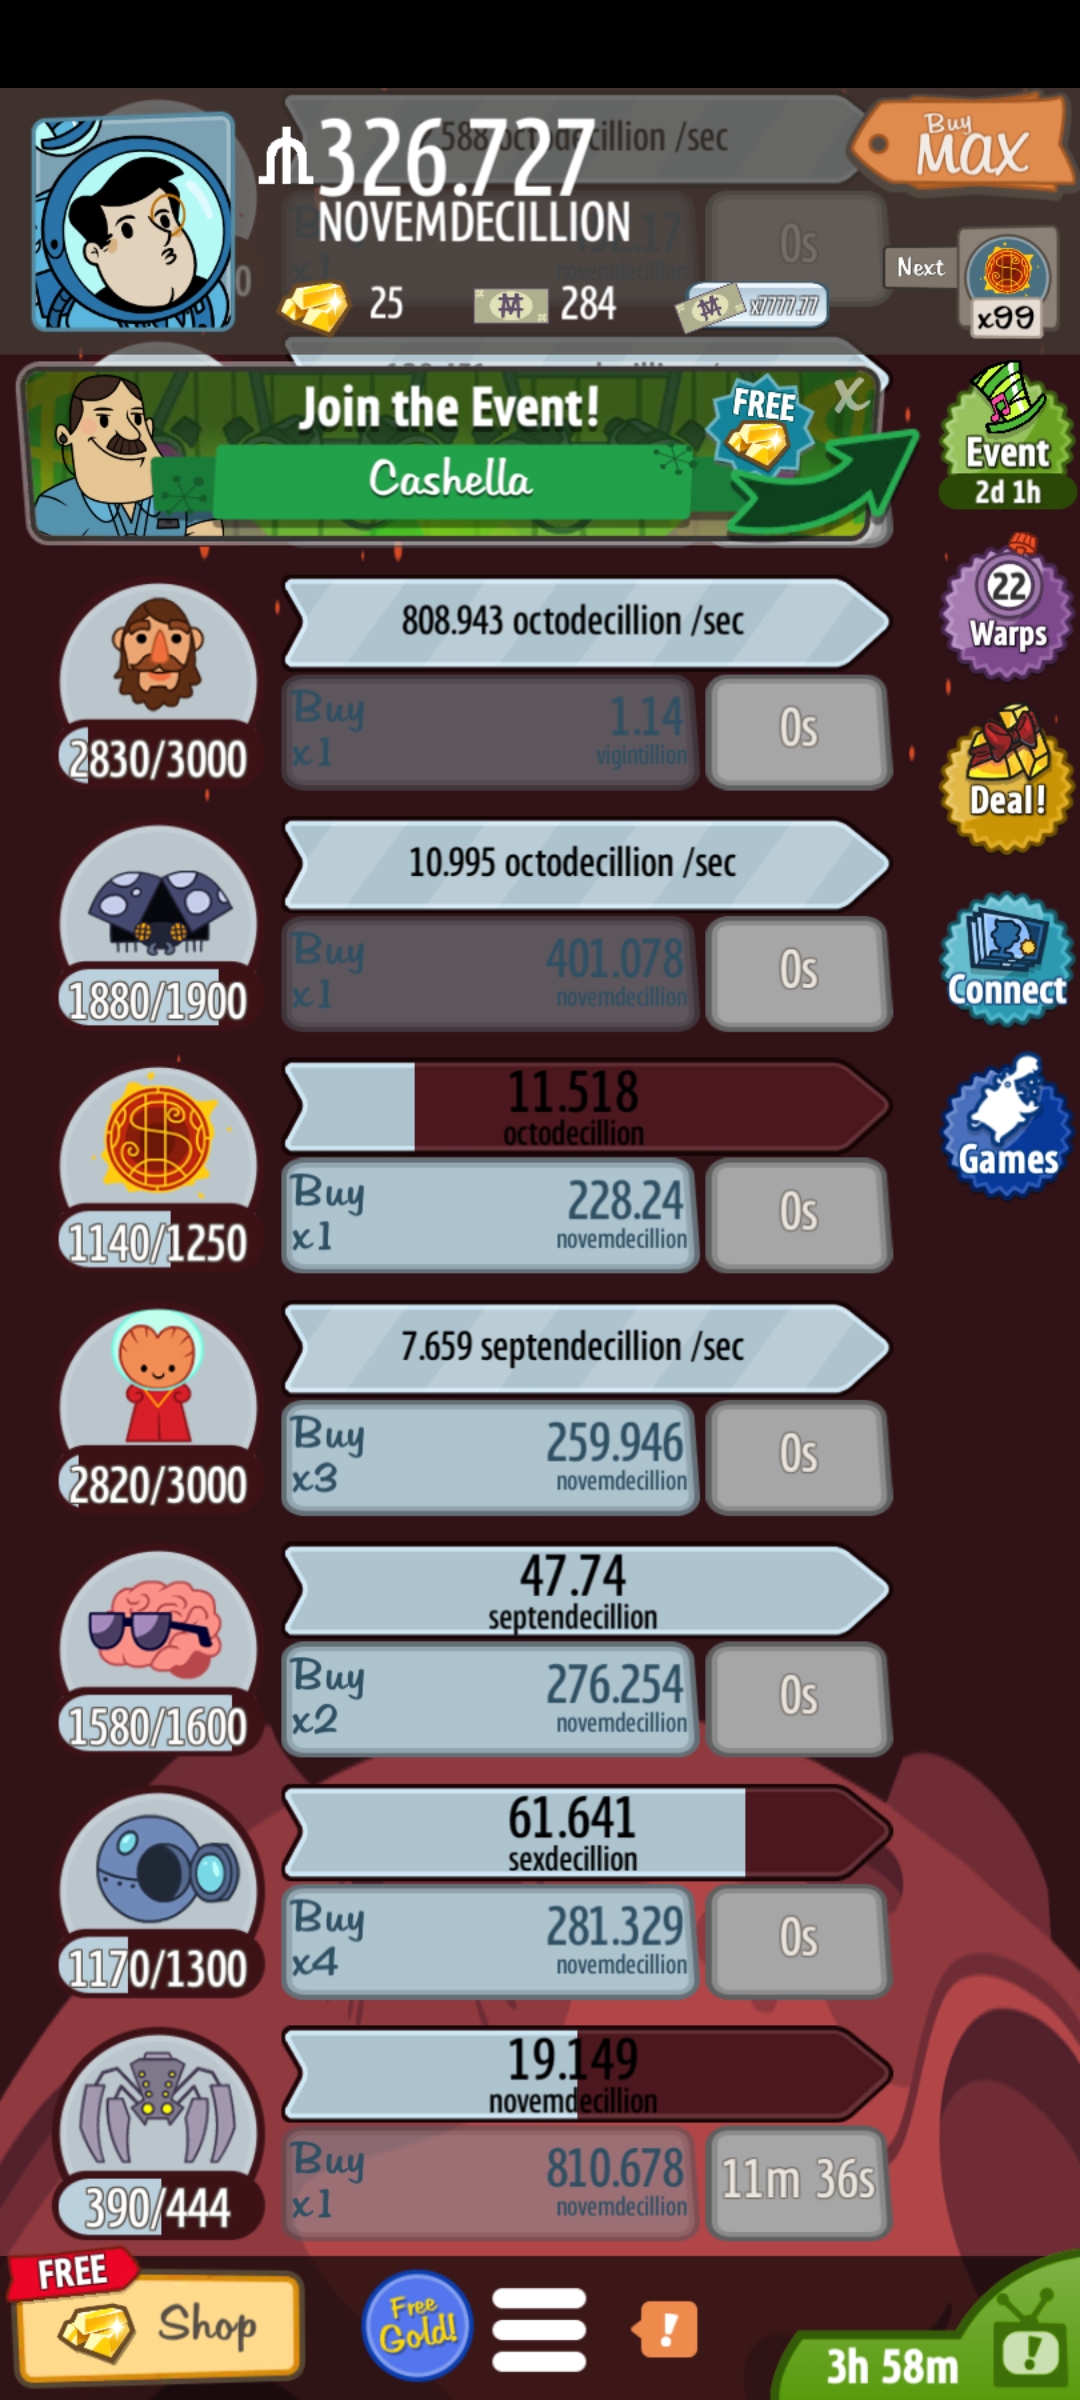 588 octodecillion /sec
326.727
NOVEMDECILLION
Buy
MAX
x1
novemdecillion
0s
Next
x99
25
284
x7777.77
Join the Event!
FREE
X
Cashella
Event
2d 1h
808.943 octodecillion /sec
22
Warps
2830/3000
Buy
x1
1.14
vigintillion
0s
Deal!
10.995 octodecillion /sec
1880/1900
Buy
x1
401.078
novemdecillion
0s
Connect
11.518
octodecillion
1140/1250
Buy
x1
228.24
novemdecillion
0s
Games
7.659 septendecillion /sec
2820/3000
Buy
x3
259.946
novemdecillion
0s
47.74
septendecillion
1580/1600
Buy
x2
276.254
novemdecillion
0s
61.641
sexdecillion
1170/1300
Buy
x4
281.329
novemdecillion
0s
19.149
novemdecillion
390/444
Buy
x1
810.678
novemdecillion
11m 36s
FREE
Shop
Free
Gold!
!
3h 58m
!